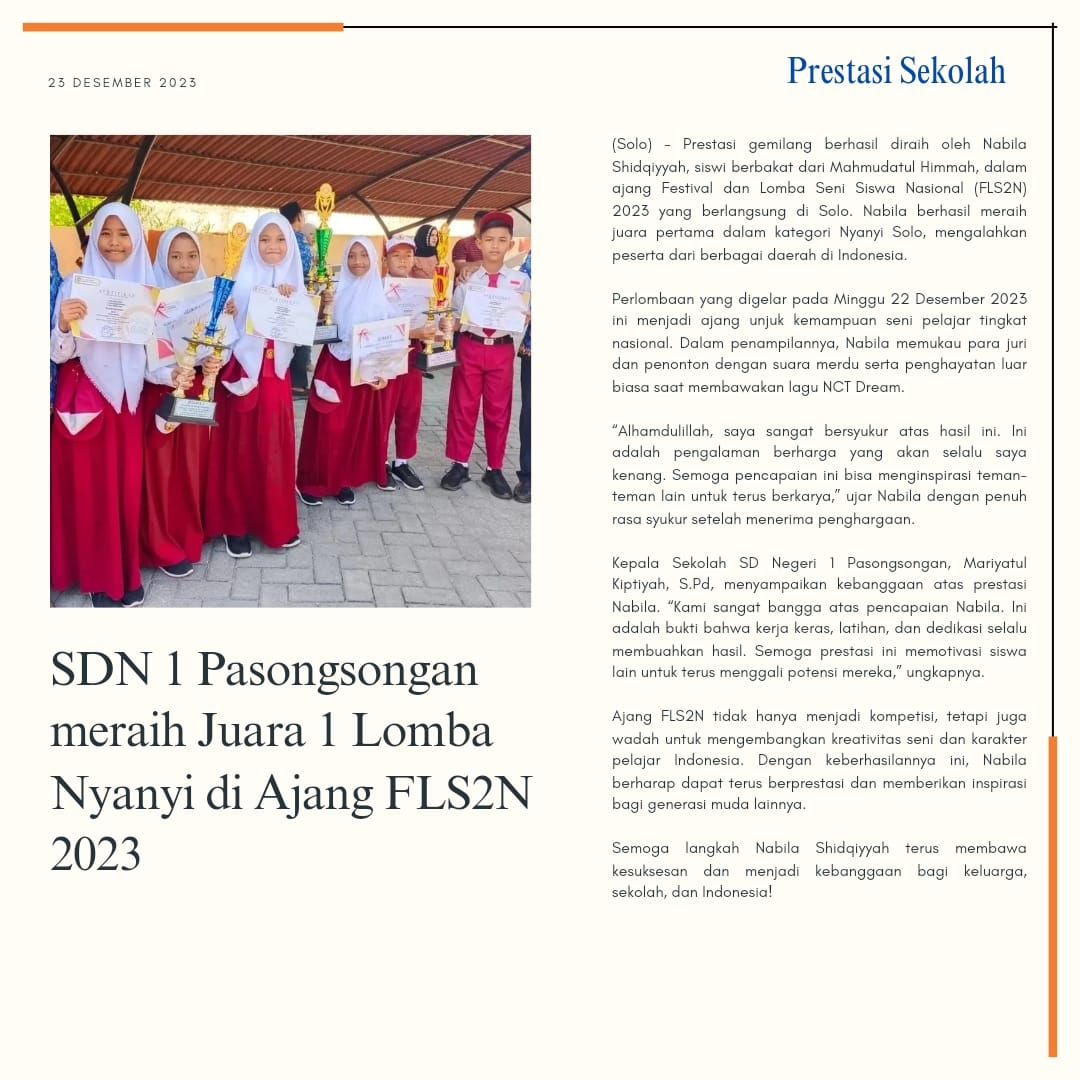 23 DESEMBER 2023
Prestasi Sekolah
SDN 1 Pasongsongan
meraih Juara 1 Lomba
Nyanyi di Ajang FLS2N
2023
(Solo) - Prestasi gemilang berhasil diraih oleh Nabila
Shidqiyyah, siswi berbakat dari Mahmudatul Himmah, dalam
ajang Festival dan Lomba Seni Siswa Nasional (FLS2N)
2023 yang berlangsung di Solo. Nabila berhasil meraih
juara pertama dalam kategori Nyanyi Solo, mengalahkan
peserta dari berbagai daerah di Indonesia.
Perlombaan yang digelar pada Minggu 22 Desember 2023
ini menjadi ajang unjuk kemampuan seni pelajar tingkat
nasional. Dalam penampilannya, Nabila memukau para juri
dan penonton dengan suara merdu serta penghayatan luar
biasa saat membawakan lagu NCT Dream.
“Alhamdulillah, saya sangat bersyukur atas hasil ini. Ini
adalah pengalaman berharga yang akan selalu saya
kenang. Semoga pencapaian ini bisa menginspirasi teman-
teman lain untuk terus berkarya,” ujar Nabila dengan penuh
rasa syukur setelah menerima penghargaan.
Kepala Sekolah SD Negeri 1 Pasongsongan, Mariyatul
Kiptiyah, S.Pd, menyampaikan kebanggaan atas prestasi
Nabila. “Kami sangat bangga atas pencapaian Nabila. Ini
adalah bukti bahwa kerja keras, latihan, dan dedikasi selalu
membuahkan hasil. Semoga prestasi ini memotivasi siswa
lain untuk terus menggali potensi mereka,” ungkapnya.
Ajang FLS2N tidak hanya menjadi kompetisi, tetapi juga
wadah untuk mengembangkan kreativitas seni dan karakter
pelajar Indonesia. Dengan keberhasilannya ini, Nabila
berharap dapat terus berprestasi dan memberikan inspirasi
bagi generasi muda lainnya.
Semoga langkah Nabila Shidqiyyah terus membawa
kesuksesan dan menjadi kebanggaan bagi keluarga,
sekolah, dan Indonesia!